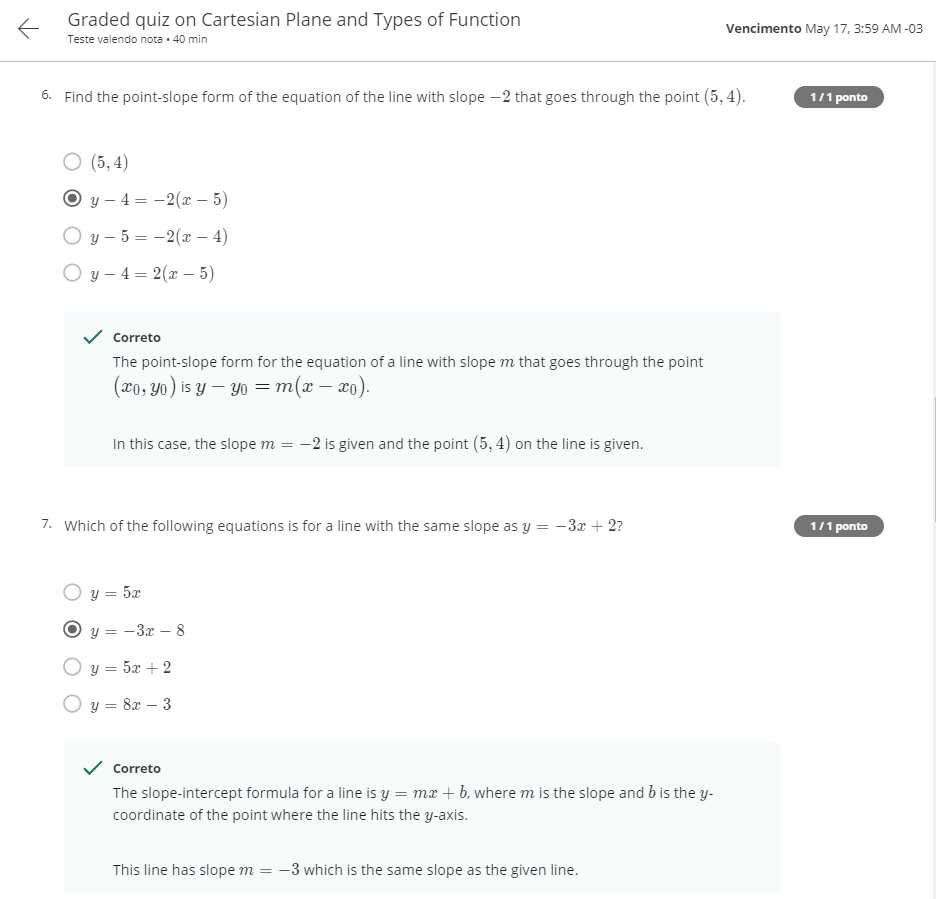 Graded quiz on Cartesian Plane and Types of Function
Teste valendo nota • 40 min
Vencimento May 17, 3:59 AM -03
6. Find the point-slope form of the equation of the line with slope −2 that goes through the point (5, 4).
1 / 1 ponto
(5, 4)
y − 4 = −2(x − 5)
y − 5 = −2(x − 4)
y − 4 = 2(x − 5)
Correto
The point-slope form for the equation of a line with slope m that goes through the point
(x₀, y₀) is y − y₀ = m(x − x₀).
In this case, the slope m = −2 is given and the point (5, 4) on the line is given.
7. Which of the following equations is for a line with the same slope as y = −3x + 2?
1 / 1 ponto
y = 5x
y = −3x − 8
y = 5x + 2
y = 8x − 3
Correto
The slope-intercept formula for a line is y = mx + b, where m is the slope and b is the y-
coordinate of the point where the line hits the y-axis.
This line has slope m = −3 which is the same slope as the given line.